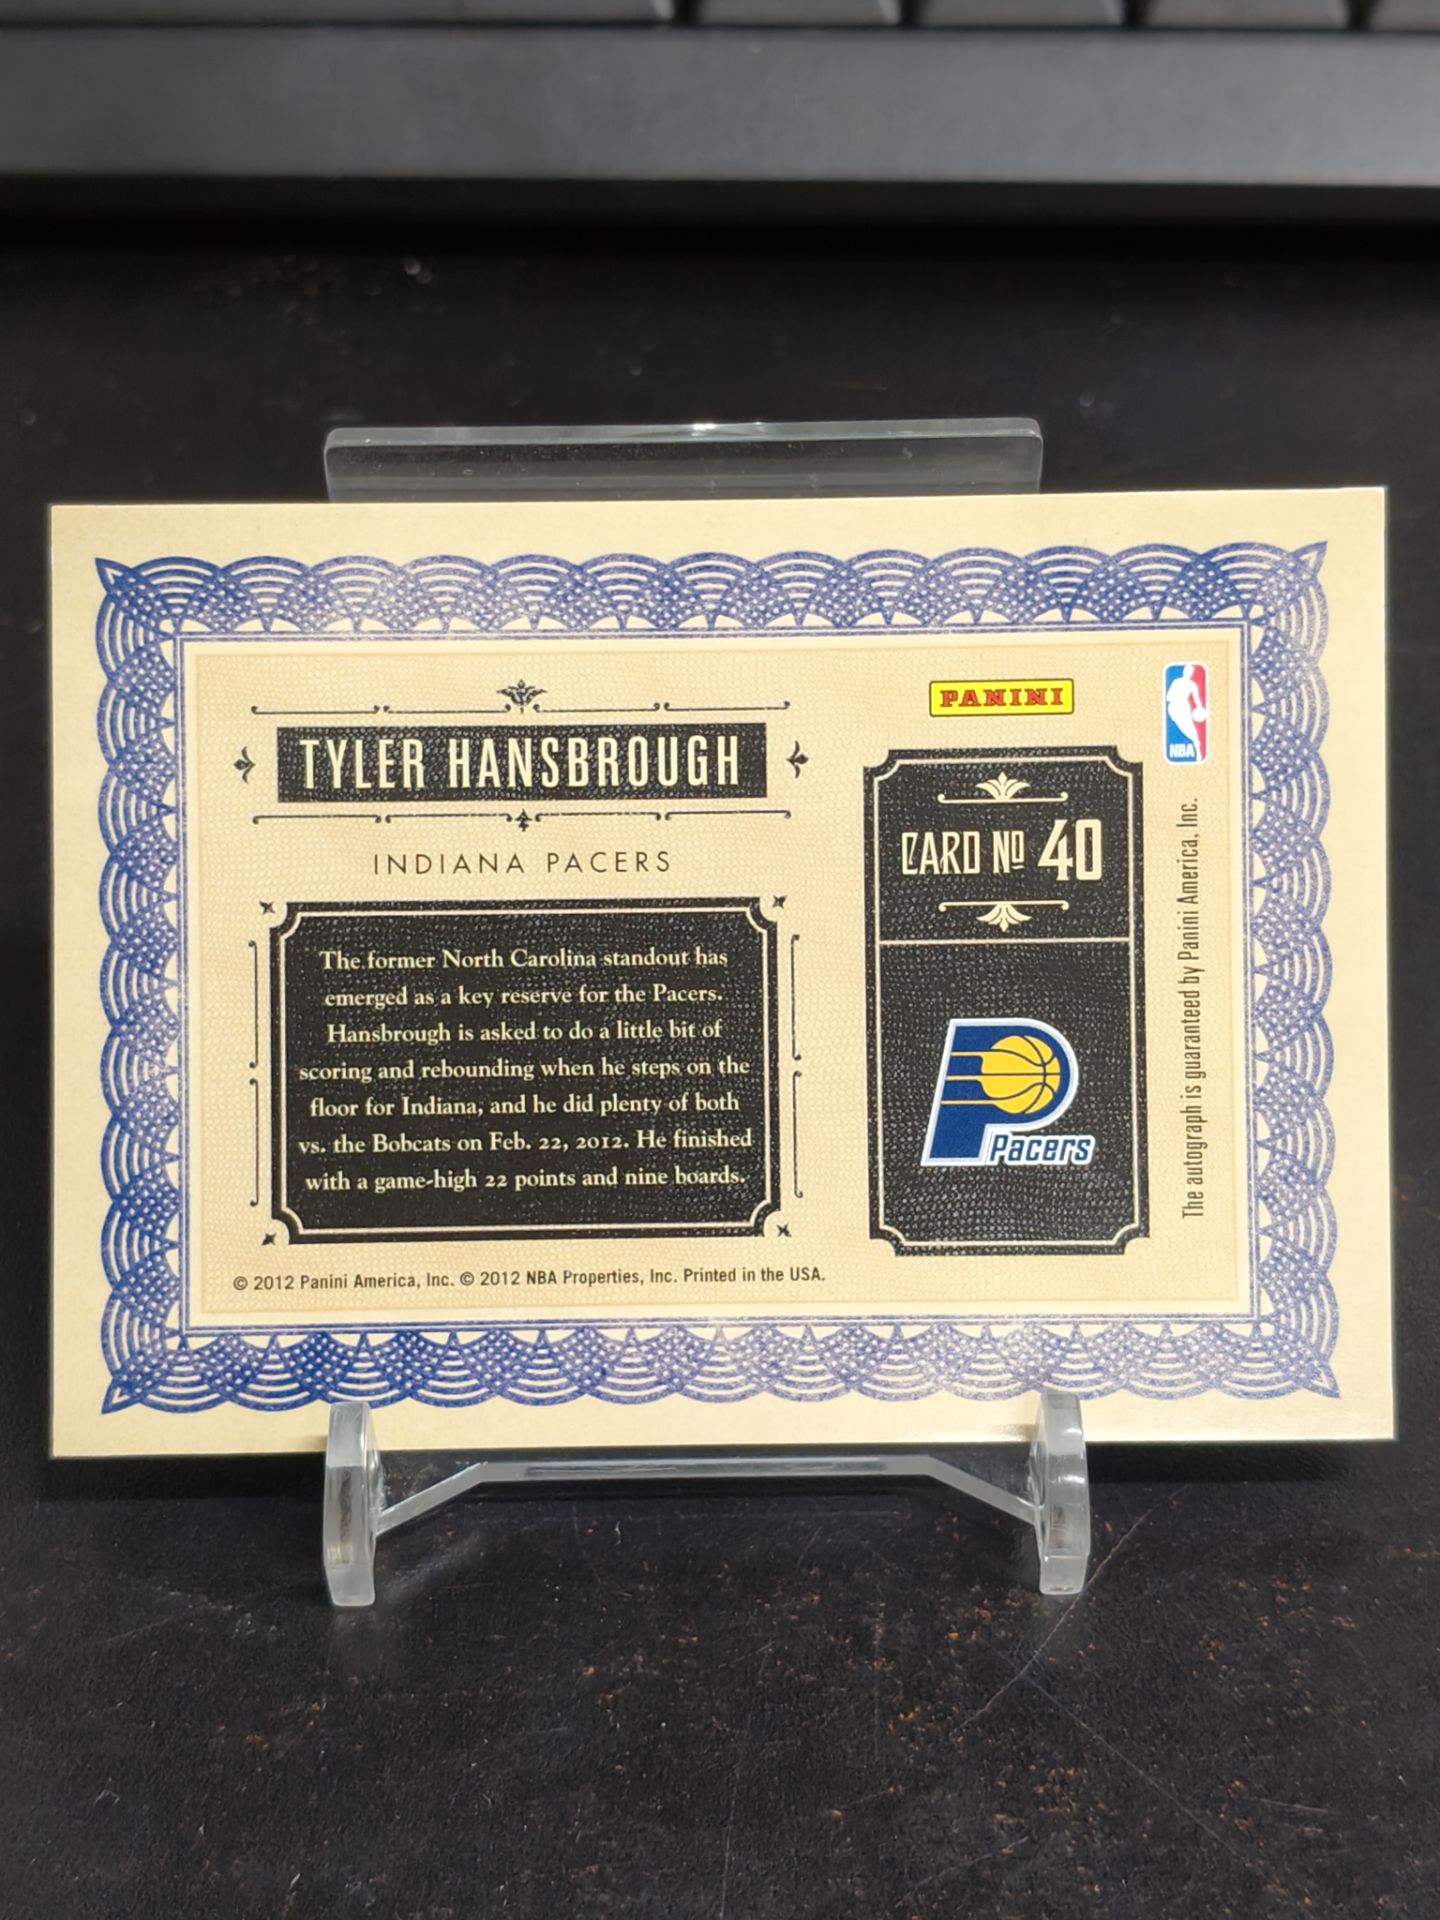 TYLER HANSBROUGH
INDIANA PACERS
The former North Carolina standout has
emerged as a key reserve for the Pacers.
Hansbrough is asked to do a little bit of
scoring and rebounding when he steps on the
floor for Indiana, and he did plenty of both
vs. the Bobcats on Feb. 22, 2012. He finished
with a game-high 22 points and nine boards.
© 2012 Panini America, Inc. © 2012 NBA Properties, Inc. Printed in the USA.
PANINI
CARD Nº 40
Pacers
NBA
The autograph is guaranteed by Panini America, Inc.